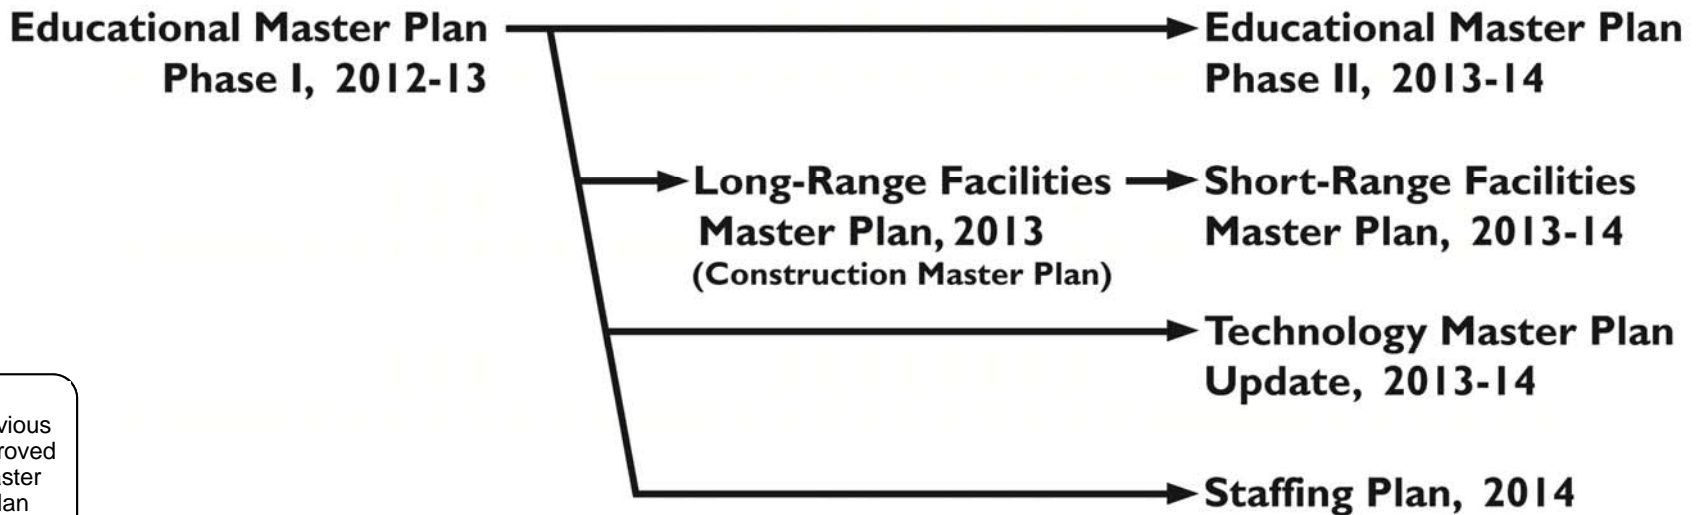 Educational Master Plan
Phase I, 2012-13
Educational Master Plan
Phase II, 2013-14
Long-Range Facilities
Master Plan, 2013
(Construction Master Plan)
Short-Range Facilities
Master Plan, 2013-14
Technology Master Plan
Update, 2013-14
Staffing Plan, 2014